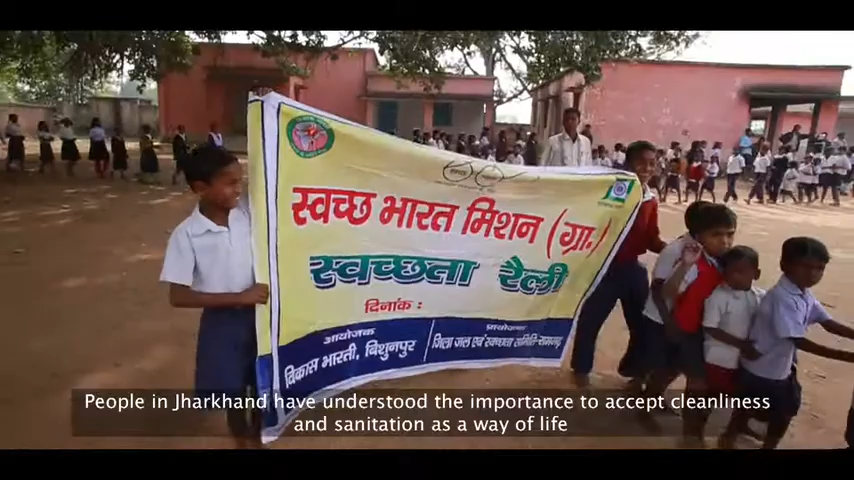 स्वच्छ भारत मिशन (ग्रा.)
स्वच्छता रैली
दिनांक :
आयोजक
विकास भारती, बिशुनपुर
प्रायोजक
जिला जल एवं स्वच्छता समिति-रामगढ़
People in Jharkhand have understood the importance to accept cleanliness
and sanitation as a way of life